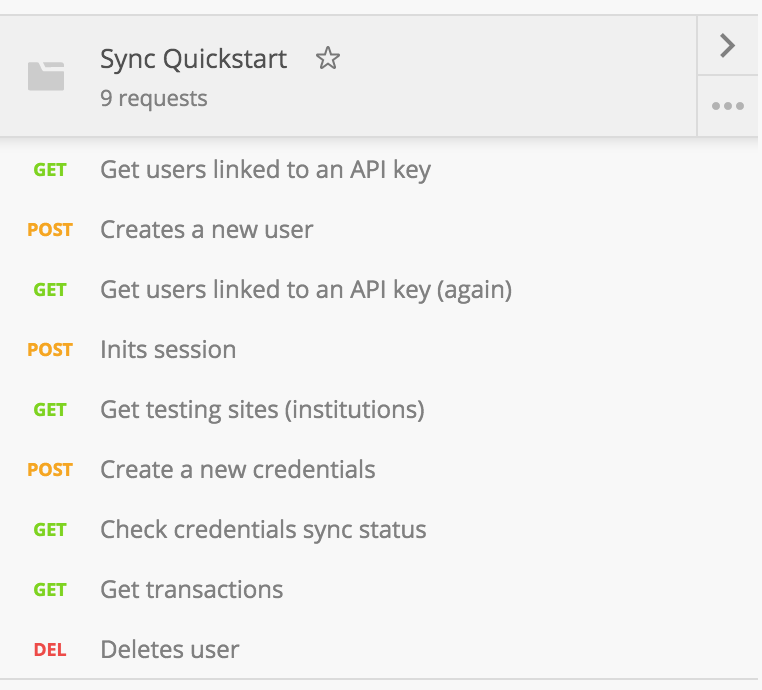 Sync Quickstart
9 requests
GET Get users linked to an API key
POST Creates a new user
GET Get users linked to an API key (again)
POST Inits session
GET Get testing sites (institutions)
POST Create a new credentials
GET Check credentials sync status
GET Get transactions
DEL Deletes user